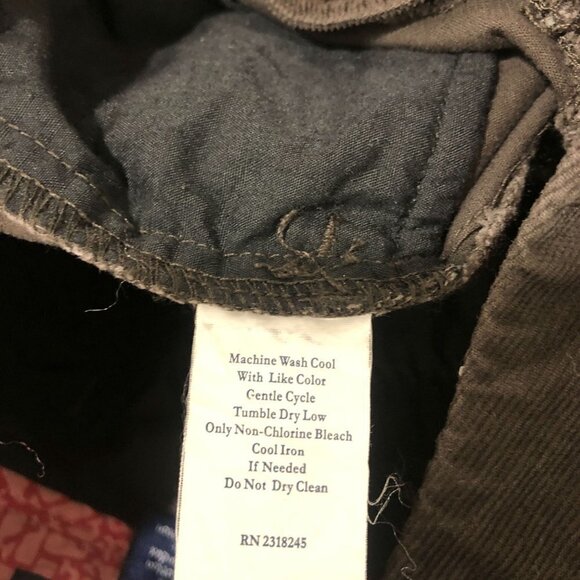 Machine Wash Cool
With Like Color
Gentle Cycle
Tumble Dry Low
Only Non-Chlorine Bleach
Cool Iron
If Needed
Do Not Dry Clean
RN 2318245